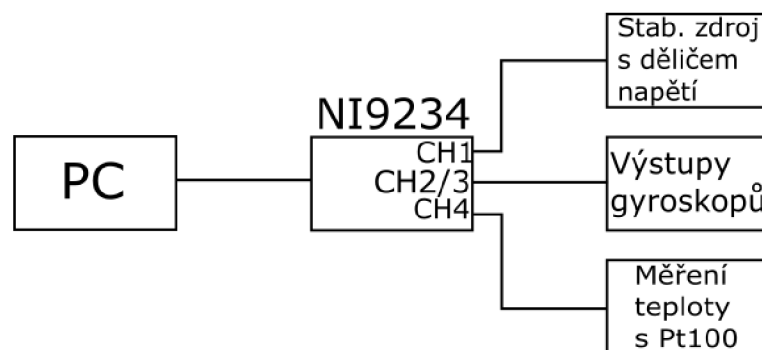 PC
NI9234
CH1
CH2/3
CH4
Stab. zdroj
s děličem
napětí
Výstupy
gyroskopů
Měření
teploty
s Pt100